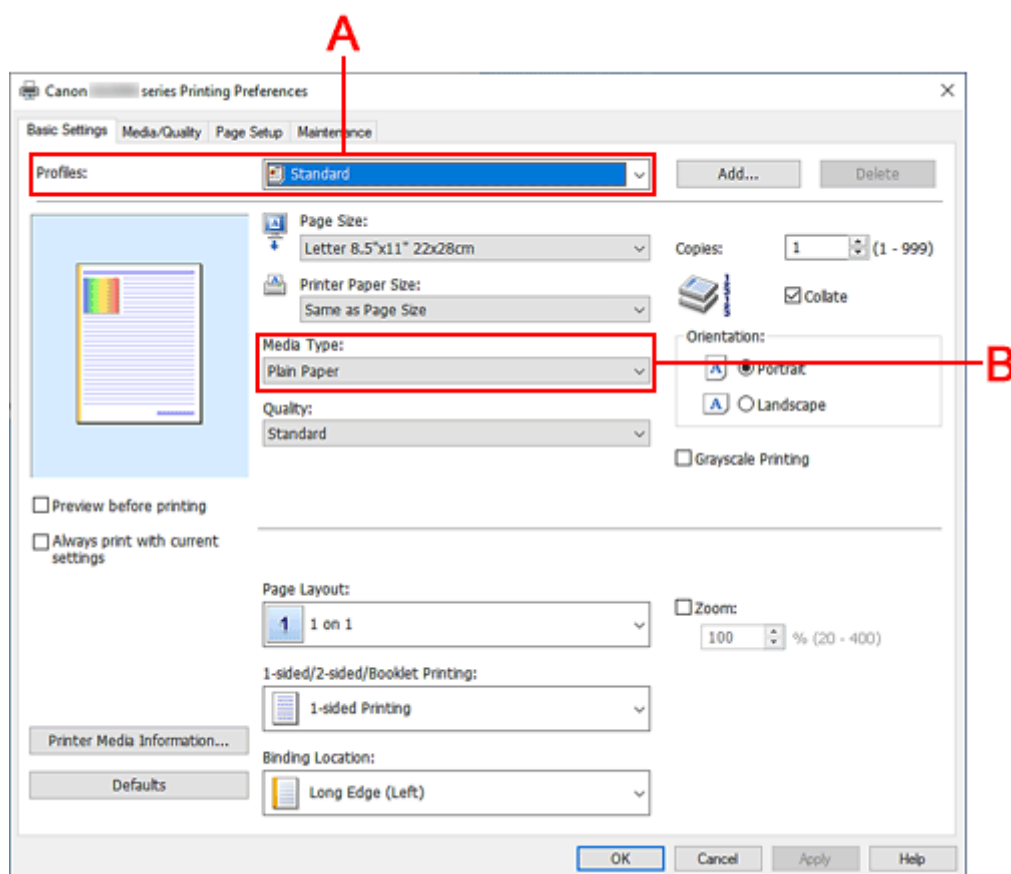 A
Canon series Printing Preferences
Basic Settings Media/Quality Page Setup Maintenance
Profiles: Standard Add... Delete
Page Size:
Letter 8.5"x11" 22x28cm
Copies: 1 (1 - 999)
Printer Paper Size:
Same as Page Size
Collate
Media Type:
Plain Paper
Orientation:
Portrait
B
Landscape
Quality:
Standard
Grayscale Printing
Preview before printing
Always print with current
settings
Page Layout:
1 1 on 1
Zoom:
100 % (20 - 400)
1-sided/2-sided/Booklet Printing:
1-sided Printing
Printer Media Information...
Binding Location:
Defaults
Long Edge (Left)
OK Cancel Apply Help